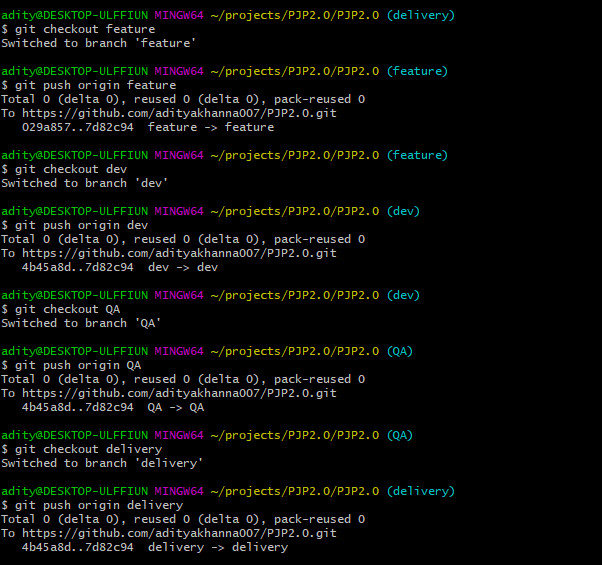 adity@DESKTOP-ULFFIUN MINGW64 ~/projects/PJP2.0/PJP2.0 (delivery)
$ git checkout feature
Switched to branch 'feature'
adity@DESKTOP-ULFFIUN MINGW64 ~/projects/PJP2.0/PJP2.0 (feature)
$ git push origin feature
Total 0 (delta 0), reused 0 (delta 0), pack-reused 0
To https://github.com/adityakhanna007/PJP2.0.git
   029a857..7d82c94  feature -> feature
adity@DESKTOP-ULFFIUN MINGW64 ~/projects/PJP2.0/PJP2.0 (feature)
$ git checkout dev
Switched to branch 'dev'
adity@DESKTOP-ULFFIUN MINGW64 ~/projects/PJP2.0/PJP2.0 (dev)
$ git push origin dev
Total 0 (delta 0), reused 0 (delta 0), pack-reused 0
To https://github.com/adityakhanna007/PJP2.0.git
   4b45a8d..7d82c94  dev -> dev
adity@DESKTOP-ULFFIUN MINGW64 ~/projects/PJP2.0/PJP2.0 (dev)
$ git checkout QA
Switched to branch 'QA'
adity@DESKTOP-ULFFIUN MINGW64 ~/projects/PJP2.0/PJP2.0 (QA)
$ git push origin QA
Total 0 (delta 0), reused 0 (delta 0), pack-reused 0
To https://github.com/adityakhanna007/PJP2.0.git
   4b45a8d..7d82c94  QA -> QA
adity@DESKTOP-ULFFIUN MINGW64 ~/projects/PJP2.0/PJP2.0 (QA)
$ git checkout delivery
Switched to branch 'delivery'
adity@DESKTOP-ULFFIUN MINGW64 ~/projects/PJP2.0/PJP2.0 (delivery)
$ git push origin delivery
Total 0 (delta 0), reused 0 (delta 0), pack-reused 0
To https://github.com/adityakhanna007/PJP2.0.git
   4b45a8d..7d82c94  delivery -> delivery